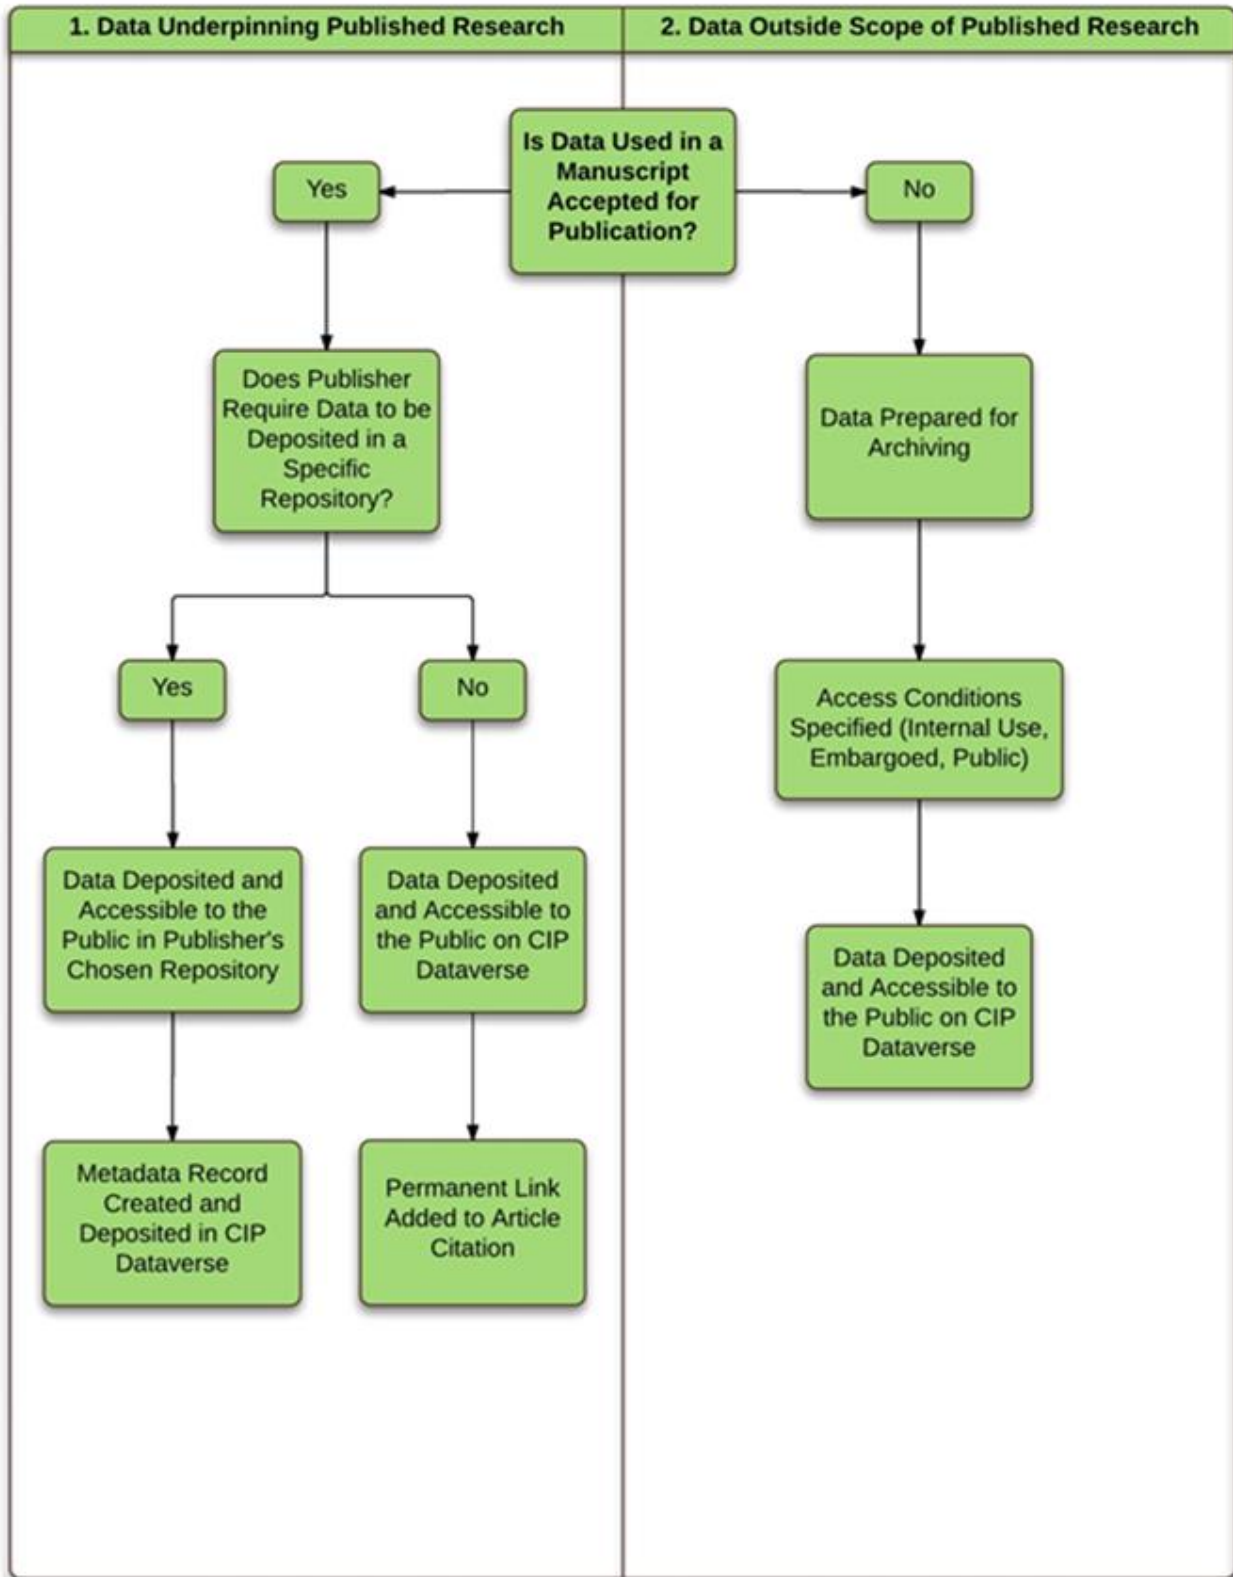 1. Data Underpinning Published Research
2. Data Outside Scope of Published Research
Is Data Used in a
Manuscript
Accepted for
Publication?
Yes
No
Does Publisher
Require Data to be
Deposited in a
Specific
Repository?
Data Prepared for
Archiving
Yes
No
Access Conditions
Specified (Internal Use,
Embargoed, Public)
Data Deposited and
Accessible to the
Public in Publisher's
Chosen Repository
Data Deposited
and Accessible to
the Public on CIP
Dataverse
Data Deposited
and Accessible to
the Public on CIP
Dataverse
Metadata Record
Created and
Deposited in CIP
Dataverse
Permanent Link
Added to Article
Citation